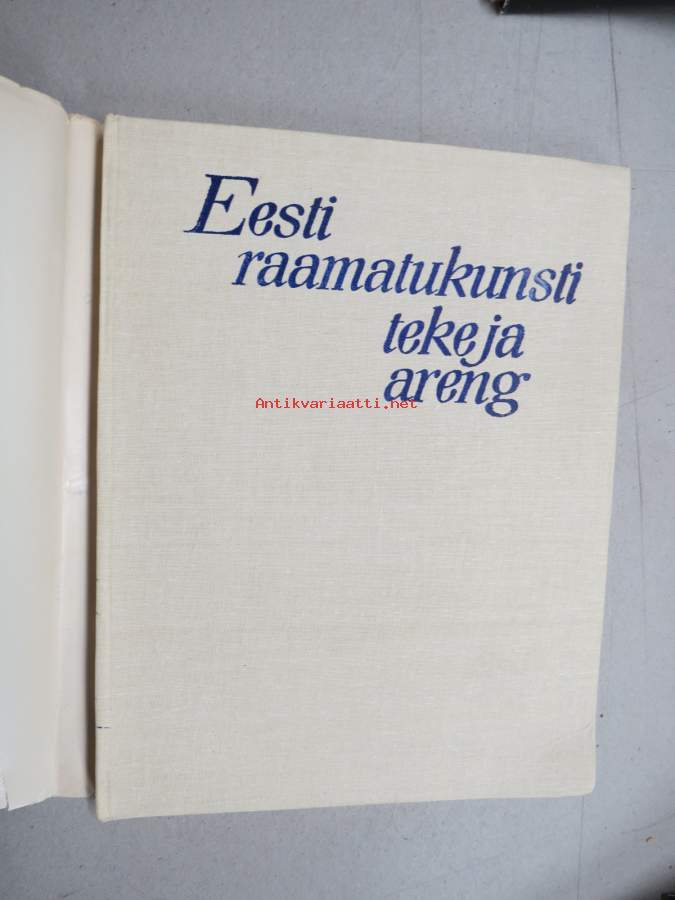 Eesti
raamatukunsti
teke ja
areng
Antikvariaatti.net